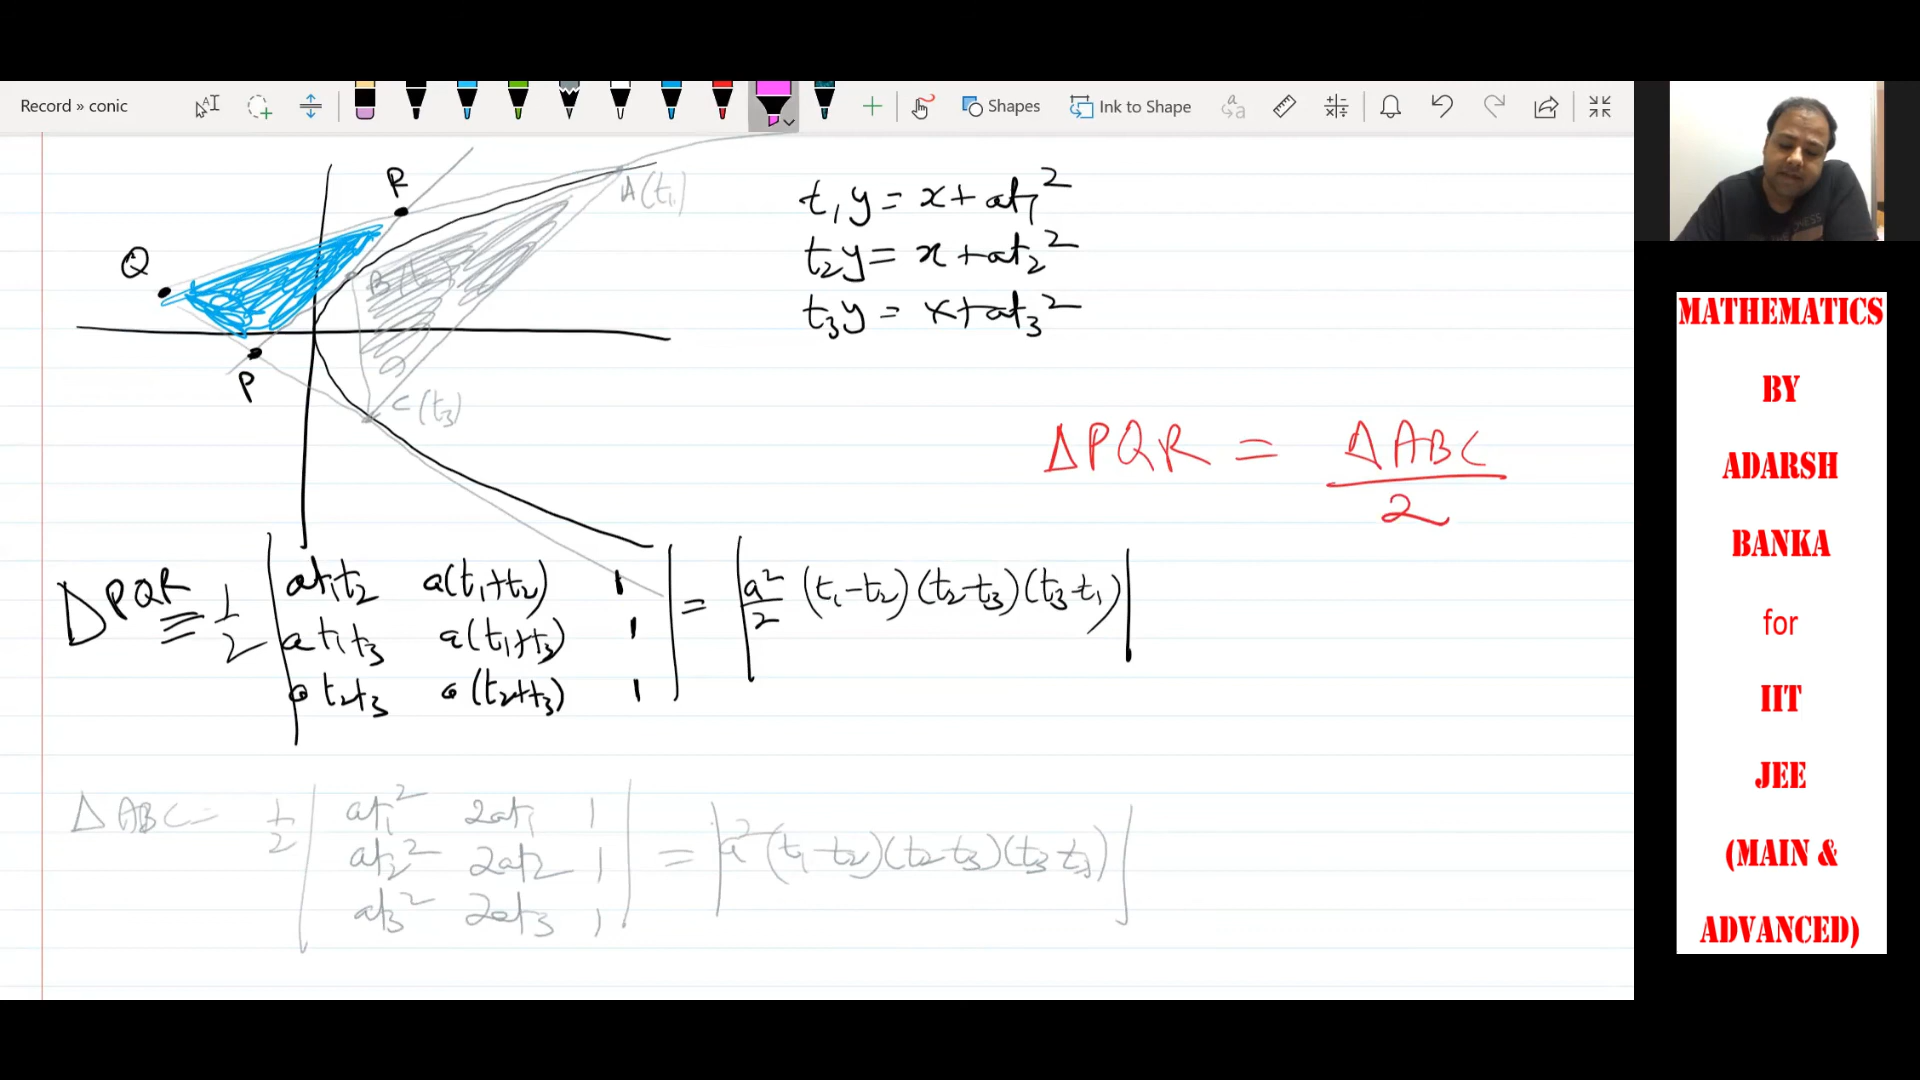 Record » conic
Shapes
Ink to Shape
R
A(t₁)
Q
B(t₂)
P
C(t₃)
t₁y = x + at₁²
t₂y = x + at₂²
t₃y = x + at₃²
ΔPQR = ΔABC / 2
ΔPQR = 1/2 | at₁t₂ a(t₁+t₂) 1 | = | a²/2 (t₁-t₂)(t₂-t₃)(t₃-t₁) |
at₁t₃ a(t₁+t₃) 1
a t₂t₃ a(t₂+t₃) 1
ΔABC = 1/2 | at₁² 2at₁ 1 | = | a²(t₁-t₂)(t₂-t₃)(t₃-t₁) |
at₂² 2at₂ 1
at₃² 2at₃ 1
MATHEMATICS
BY
ADARSH
BANKA
for
IIT
JEE
(MAIN &
ADVANCED)